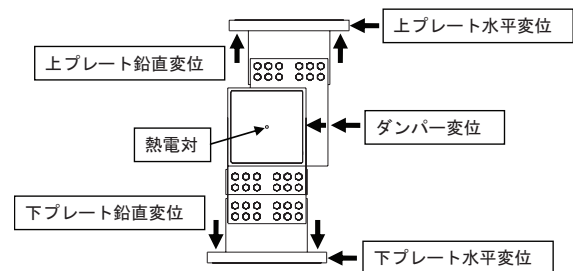 上プレート水平変位
上プレート鉛直変位
ダンパー変位
熱電対
下プレート鉛直変位
下プレート水平変位